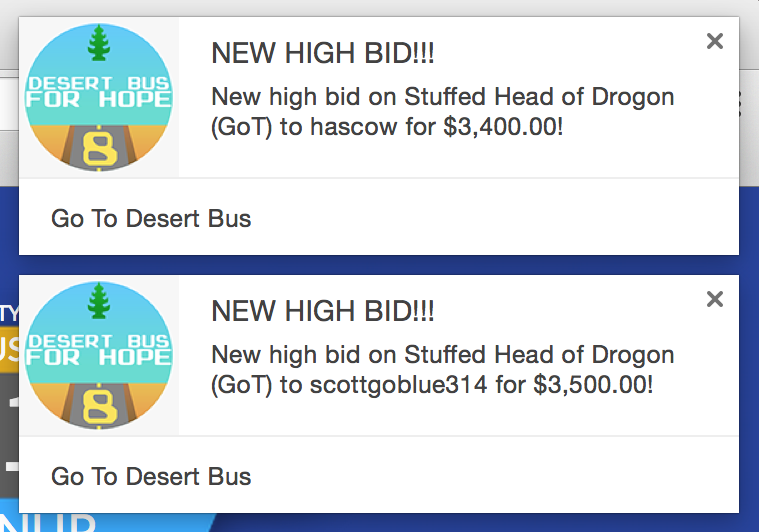 DESERT BUS
FOR HOPE
8
NEW HIGH BID!!!
New high bid on Stuffed Head of Drogon
(GoT) to hascow for $3,400.00!
Go To Desert Bus
DESERT BUS
FOR HOPE
8
NEW HIGH BID!!!
New high bid on Stuffed Head of Drogon
(GoT) to scottgoblue314 for $3,500.00!
Go To Desert Bus